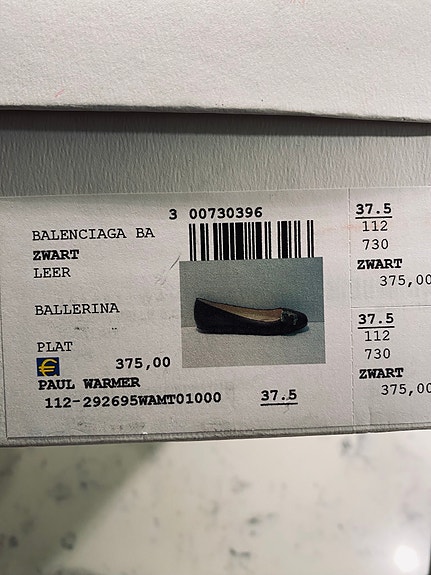 3 00730396
BALENCIAGA BA
ZWART
LEER
BALLERINA
PLAT
€ 375,00
PAUL WARMER
112-292695WAMT01000 37.5
37.5
112
730
ZWART
375,00
37.5
112
730
ZWART
375,00